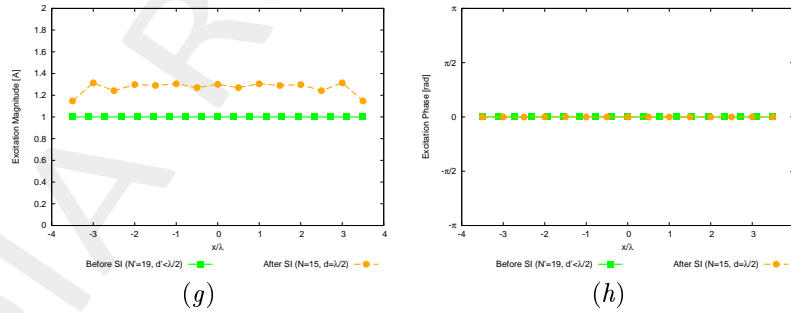 2
1.8
1.6
1.4
1.2
1
0.8
0.6
0.4
0.2
0
Excitation Magnitude [A]
-4 -3 -2 -1 0 1 2 3 4
x/λ
Before SI (N'=19, d'<λ/2) After SI (N=15, d=λ/2)
(g)
π
π/2
0
-π/2
-π
Excitation Phase [rad]
-4 -3 -2 -1 0 1 2 3 4
x/λ
Before SI (N'=19, d'<λ/2) After SI (N=15, d=λ/2)
(h)